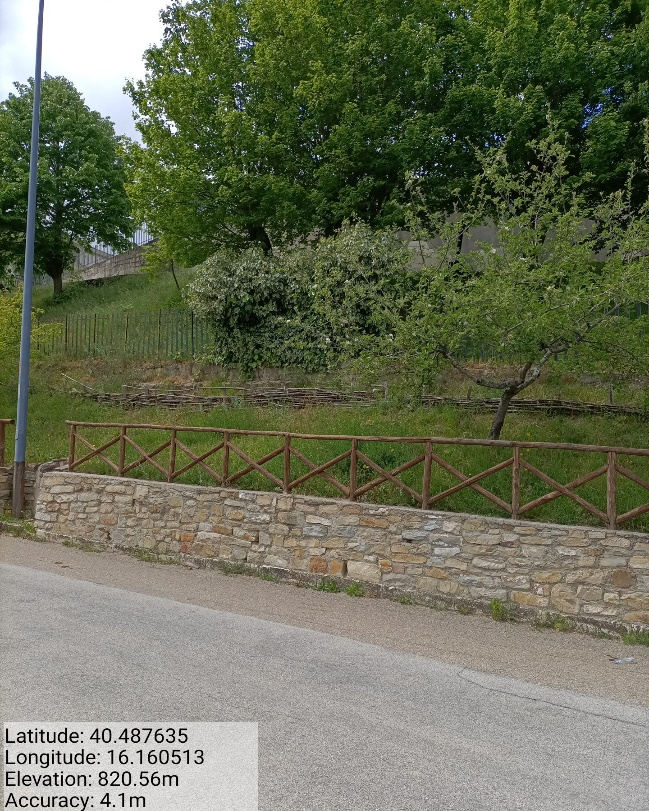 Latitude: 40.487635
Longitude: 16.160513
Elevation: 820.56m
Accuracy: 4.1m